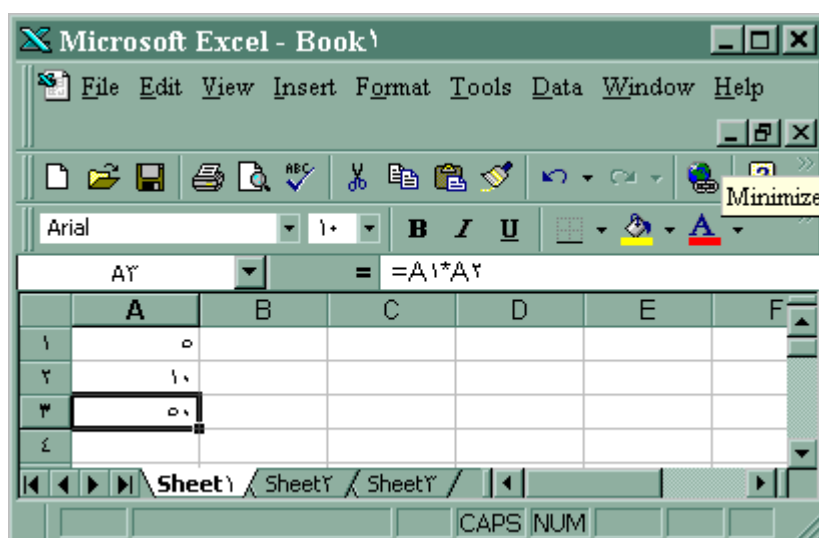 Microsoft Excel - Book١
File Edit View Insert Format Tools Data Window Help
ABC
Minimize
Arial ١٠ B I U A
A٣ = =A١*A٢
A B C D E F
١ ٥
٢ ١٠
٣ ٥٠
٤
Sheet١ Sheet٢ Sheet٣
CAPS NUM